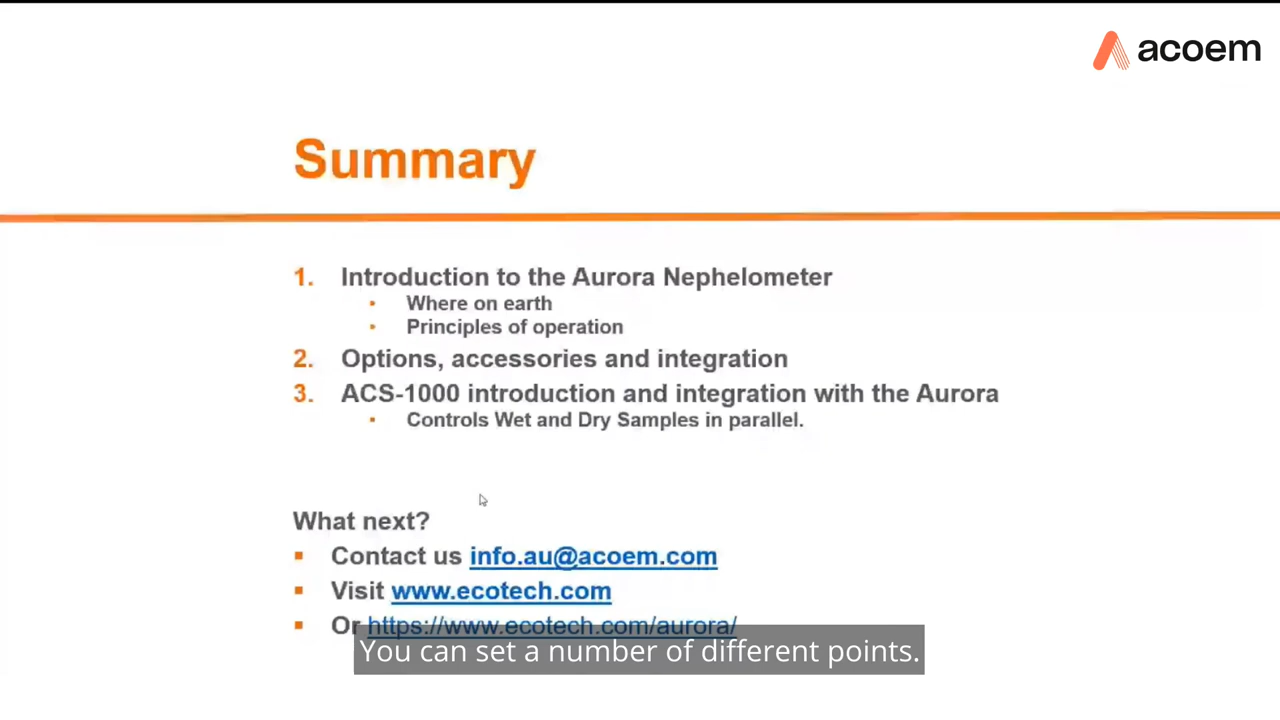 acoem
Summary
1. Introduction to the Aurora Nephelometer
• Where on earth
• Principles of operation
2. Options, accessories and integration
3. ACS-1000 introduction and integration with the Aurora
• Controls Wet and Dry Samples in parallel.
What next?
▪ Contact us info.au@acoem.com
▪ Visit www.ecotech.com
▪ Or https://www.ecotech.com/aurora/
You can set a number of different points.